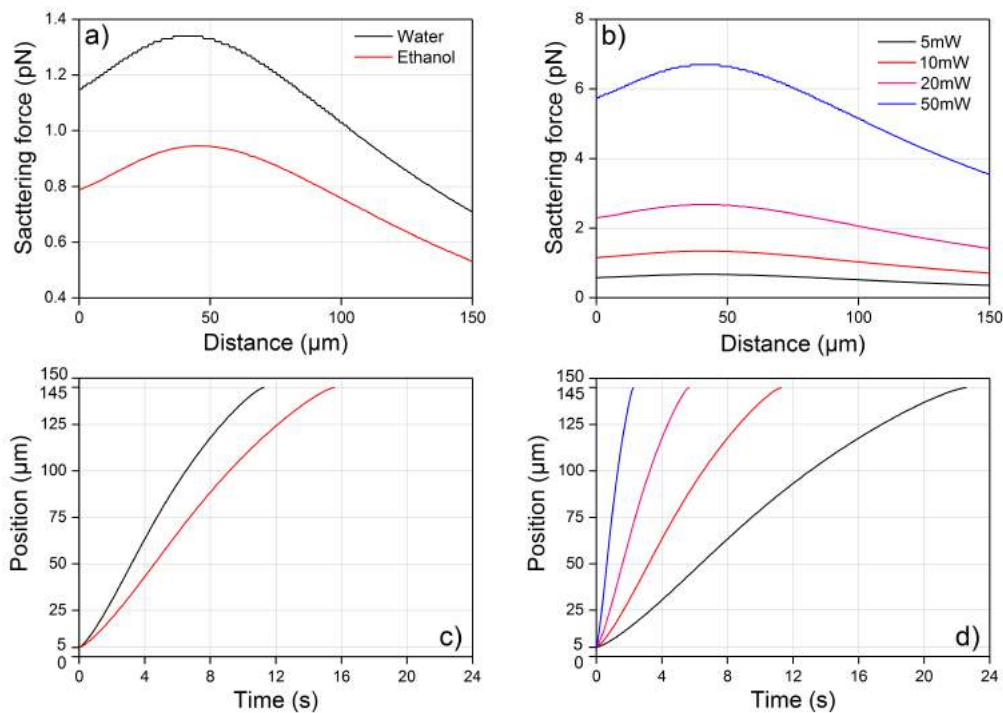 a)
Water
Ethanol
1.4
1.2
1.0
0.8
0.6
0.4
Sacttering force (pN)
0 50 100 150
Distance (μm)
b)
5mW
10mW
20mW
50mW
8
6
4
2
0
Sacttering force (pN)
0 50 100 150
Distance (μm)
c)
150
145
125
100
75
50
25
5
0
Position (μm)
0 4 8 12 16 20 24
Time (s)
d)
150
145
125
100
75
50
25
5
0
Position (μm)
0 4 8 12 16 22 24
Time (s)